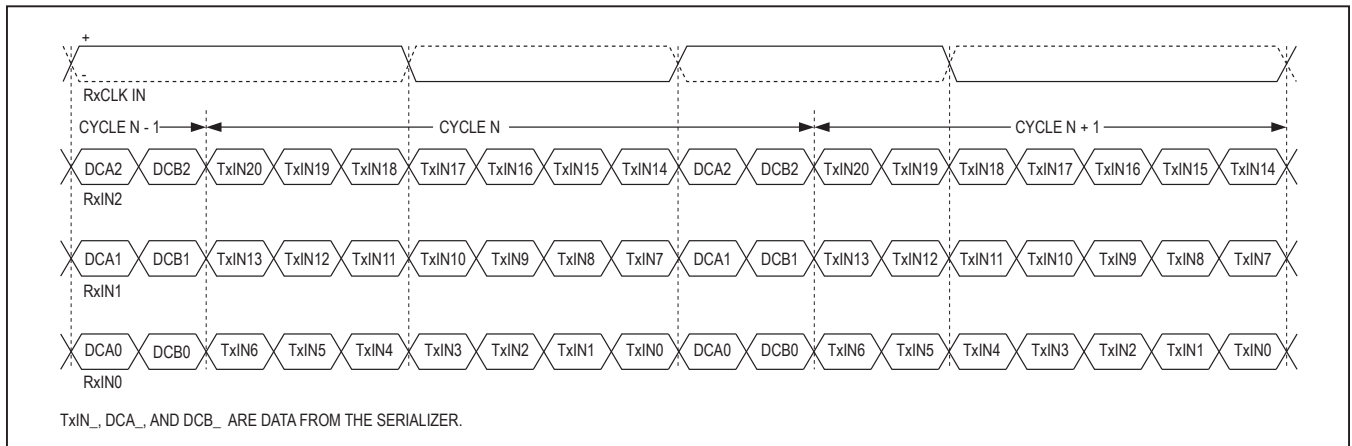 +
-
RxCLK IN
CYCLE N - 1 CYCLE N CYCLE N + 1
DCA2 DCB2 TxIN20 TxIN19 TxIN18 TxIN17 TxIN16 TxIN15 TxIN14 DCA2 DCB2 TxIN20 TxIN19 TxIN18 TxIN17 TxIN16 TxIN15 TxIN14
RxIN2
DCA1 DCB1 TxIN13 TxIN12 TxIN11 TxIN10 TxIN9 TxIN8 TxIN7 DCA1 DCB1 TxIN13 TxIN12 TxIN11 TxIN10 TxIN9 TxIN8 TxIN7
RxIN1
DCA0 DCB0 TxIN6 TxIN5 TxIN4 TxIN3 TxIN2 TxIN1 TxIN0 DCA0 DCB0 TxIN6 TxIN5 TxIN4 TxIN3 TxIN2 TxIN1 TxIN0
RxIN0
TxIN_, DCA_, AND DCB_ ARE DATA FROM THE SERIALIZER.